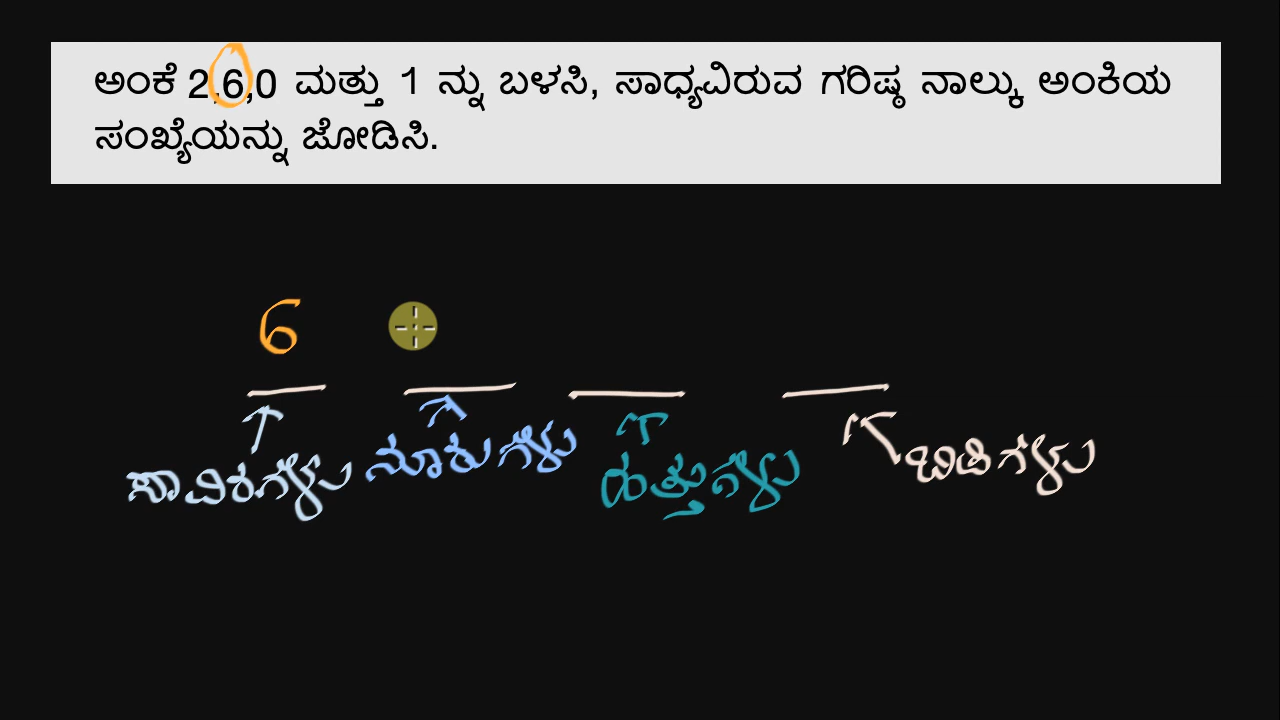 ಅಂಕೆ 2,6,0 ಮತ್ತು 1 ನ್ನು ಬಳಸಿ, ಸಾಧ್ಯವಿರುವ ಗರಿಷ್ಠ ನಾಲ್ಕು ಅಂಕಿಯ
ಸಂಖ್ಯೆಯನ್ನು ಜೋಡಿಸಿ.
6
ಸಾವಿರಗಳು ನೂರುಗಳು ಹತ್ತುಗಳು ಬಿಡಿಗಳು